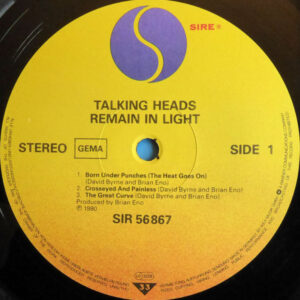 SIRE®
TALKING HEADS
REMAIN IN LIGHT
STEREO
GEMA
SIDE 1
1. Born Under Punches (The Heat Goes On)
(David Byrne and Brian Eno)
2. Crosseyed And Painless
(David Byrne and Brian Eno)
3. The Great Curve (David Byrne and Brian Eno)
Produced by Brian Eno
℗ 1980
SIR 56 867
33